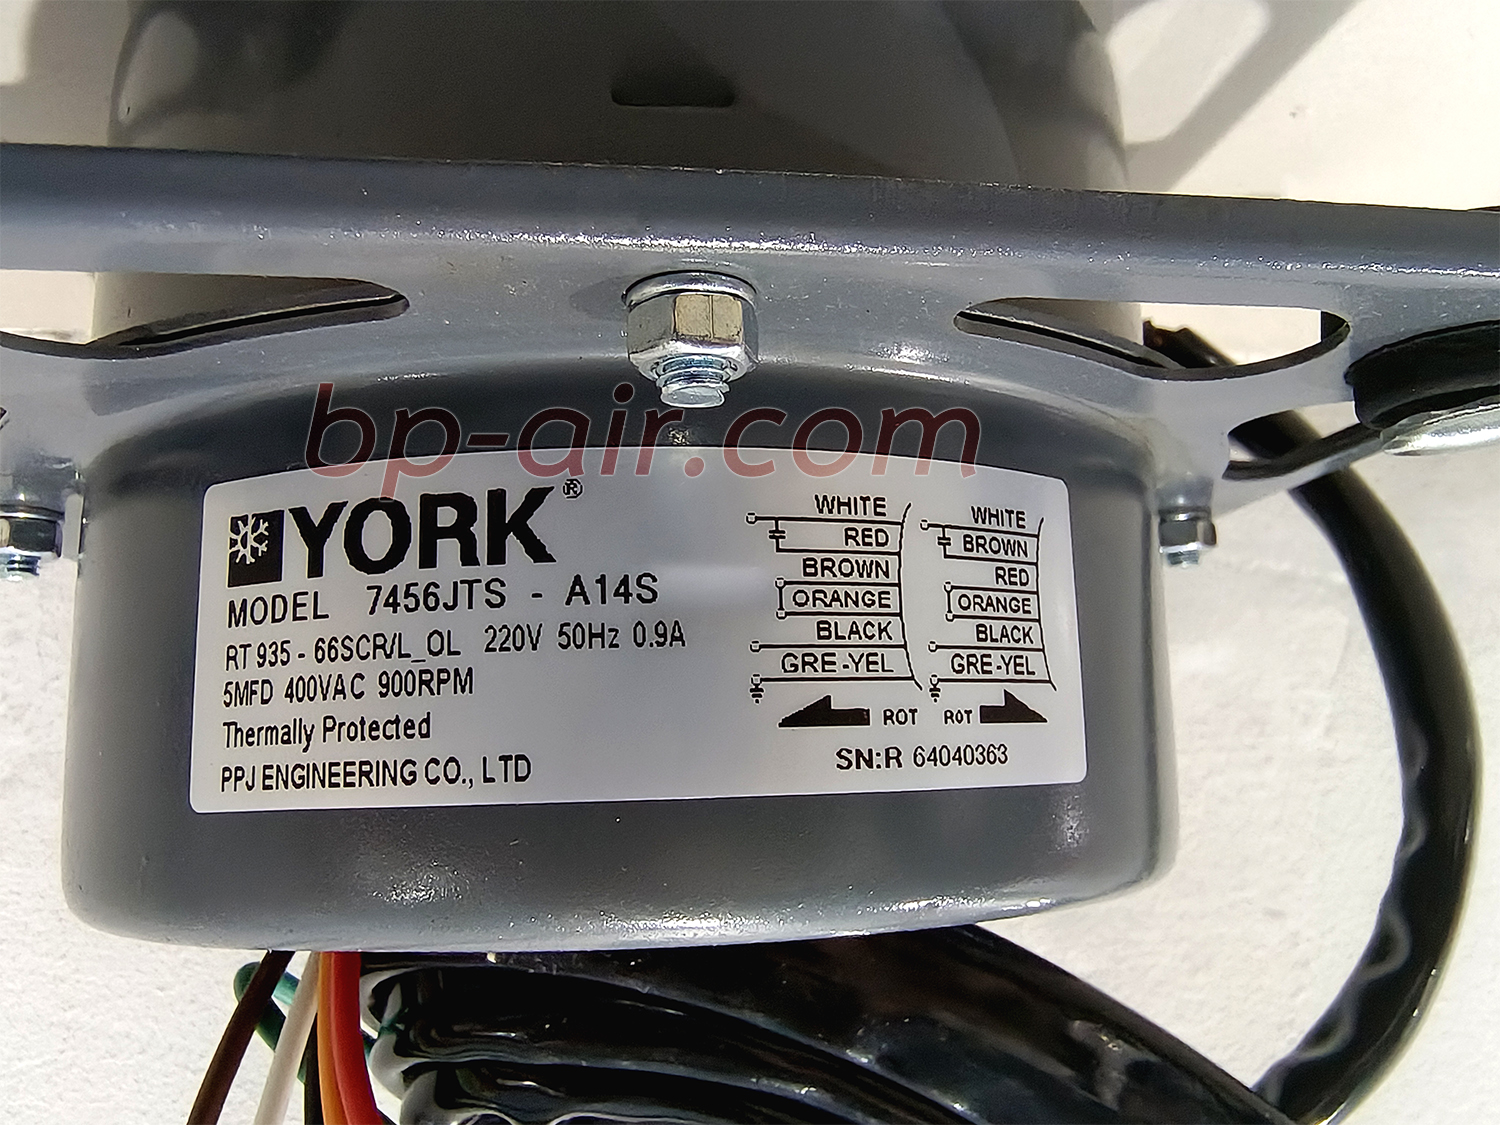 bp-air.com
YORK®
MODEL 7456JTS - A14S
RT 935 - 66SCR/L_OL 220V 50Hz 0.9A
5MFD 400VAC 900RPM
Thermally Protected
PPJ ENGINEERING CO., LTD
WHITE
RED
BROWN
ORANGE
BLACK
GRE-YEL
ROT
WHITE
BROWN
RED
ORANGE
BLACK
GRE-YEL
ROT
SN:R 64040363